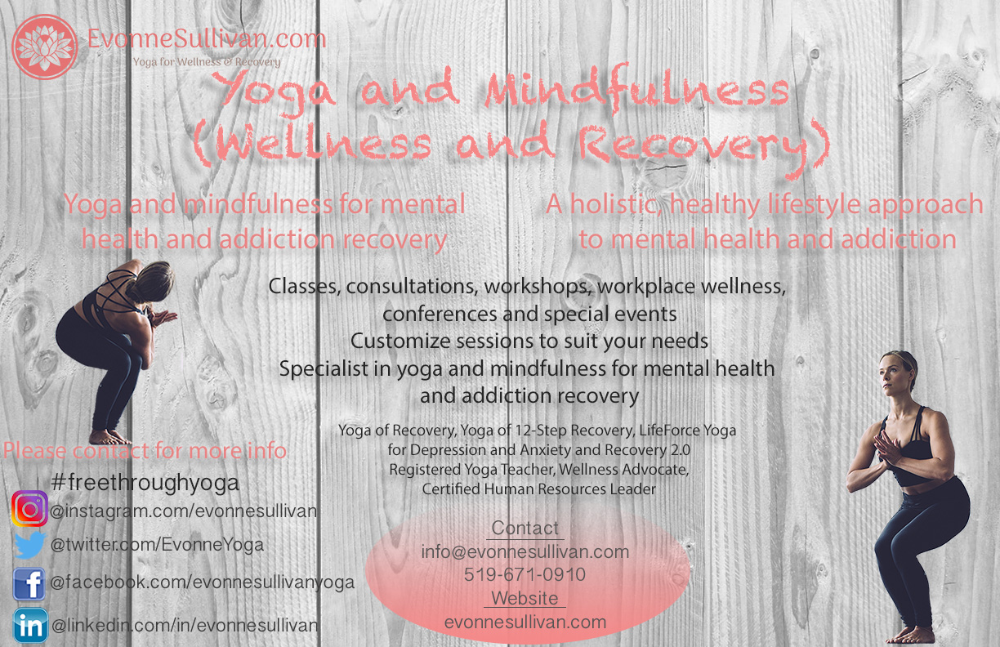 EvonneSullivan.com
Yoga for Wellness & Recovery
Yoga and Mindfulness
(Wellness and Recovery)
Yoga and mindfulness for mental
health and addiction recovery
A holistic, healthy lifestyle approach
to mental health and addiction
Classes, consultations, workshops, workplace wellness,
conferences and special events
Customize sessions to suit your needs
Specialist in yoga and mindfulness for mental health
and addiction recovery
Yoga of Recovery, Yoga of 12-Step Recovery, LifeForce Yoga
for Depression and Anxiety and Recovery 2.0
Registered Yoga Teacher, Wellness Advocate,
Certified Human Resources Leader
Please contact for more info
#freethroughyoga
@instagram.com/evonnesullivan
@twitter.com/EvonneYoga
f
@facebook.com/evonnesullivanyoga
in
@linkedin.com/in/evonnesullivan
Contact
info@evonnesullivan.com
519-671-0910
Website
evonnesullivan.com